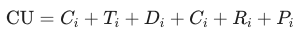 CU = C_i + T_i + D_i + C_i + R_i + P_i